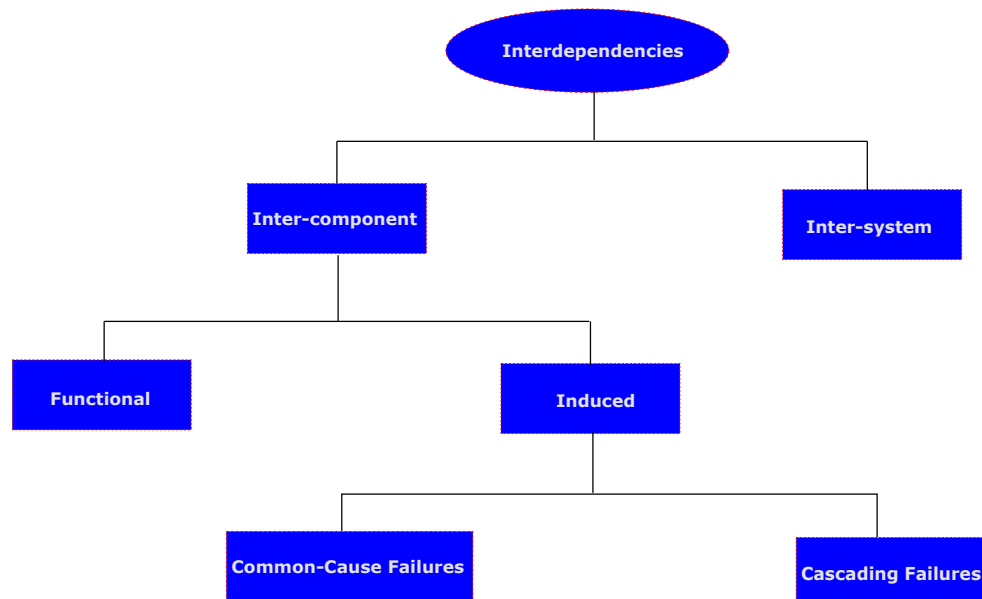 Interdependencies
Inter-component
Inter-system
Functional
Induced
Common-Cause Failures
Cascading Failures